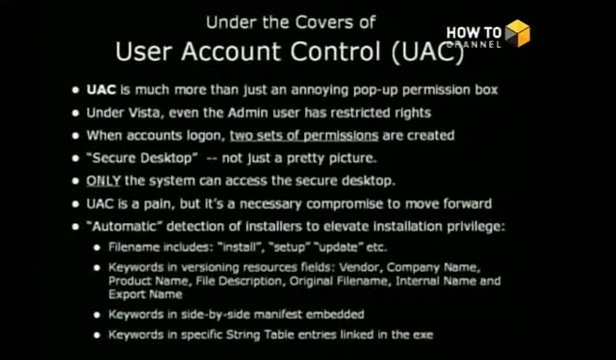 Under the Covers of
HOW TO
CHANNEL
User Account Control (UAC)
• UAC is much more than just an annoying pop-up permission box
• Under Vista, even the Admin user has restricted rights
• When accounts logon, two sets of permissions are created
• “Secure Desktop” -- not just a pretty picture.
• ONLY the system can access the secure desktop.
• UAC is a pain, but it's a necessary compromise to move forward
• “Automatic” detection of installers to elevate installation privilege:
• Filename includes: “install”, “setup” “update” etc.
• Keywords in versioning resources fields: Vendor, Company Name,
Product Name, File Description, Original Filename, Internal Name and
Export Name
• Keywords in side-by-side manifest embedded
• Keywords in specific String Table entries linked in the exe